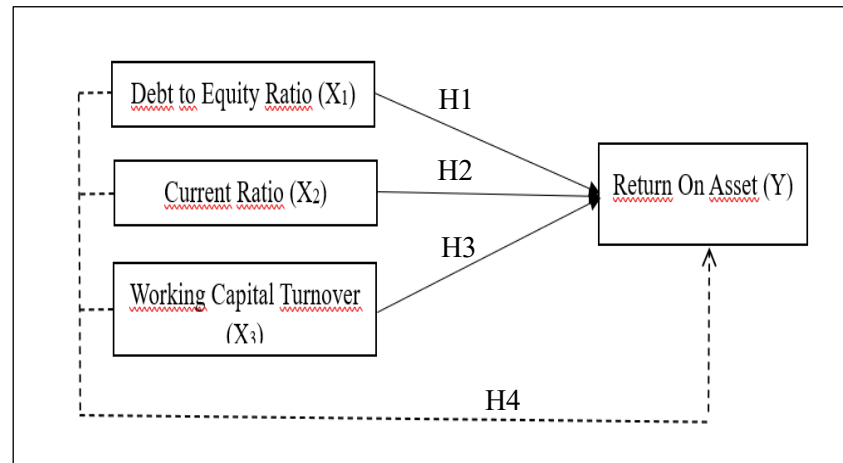 Debt to Equity Ratio (X1)
H1
H2
Current Ratio (X2)
Return On Asset (Y)
H3
Working Capital Turnover
(X3)
H4